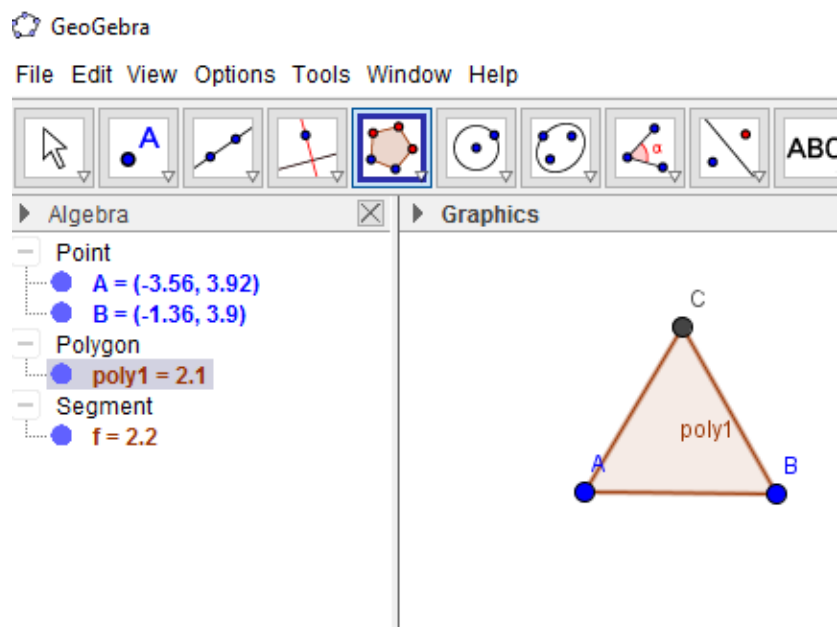 GeoGebra
File Edit View Options Tools Window Help
A
α
ABC
Algebra
Graphics
Point
A = (-3.56, 3.92)
B = (-1.36, 3.9)
Polygon
poly1 = 2.1
Segment
f = 2.2
C
poly1
A
B